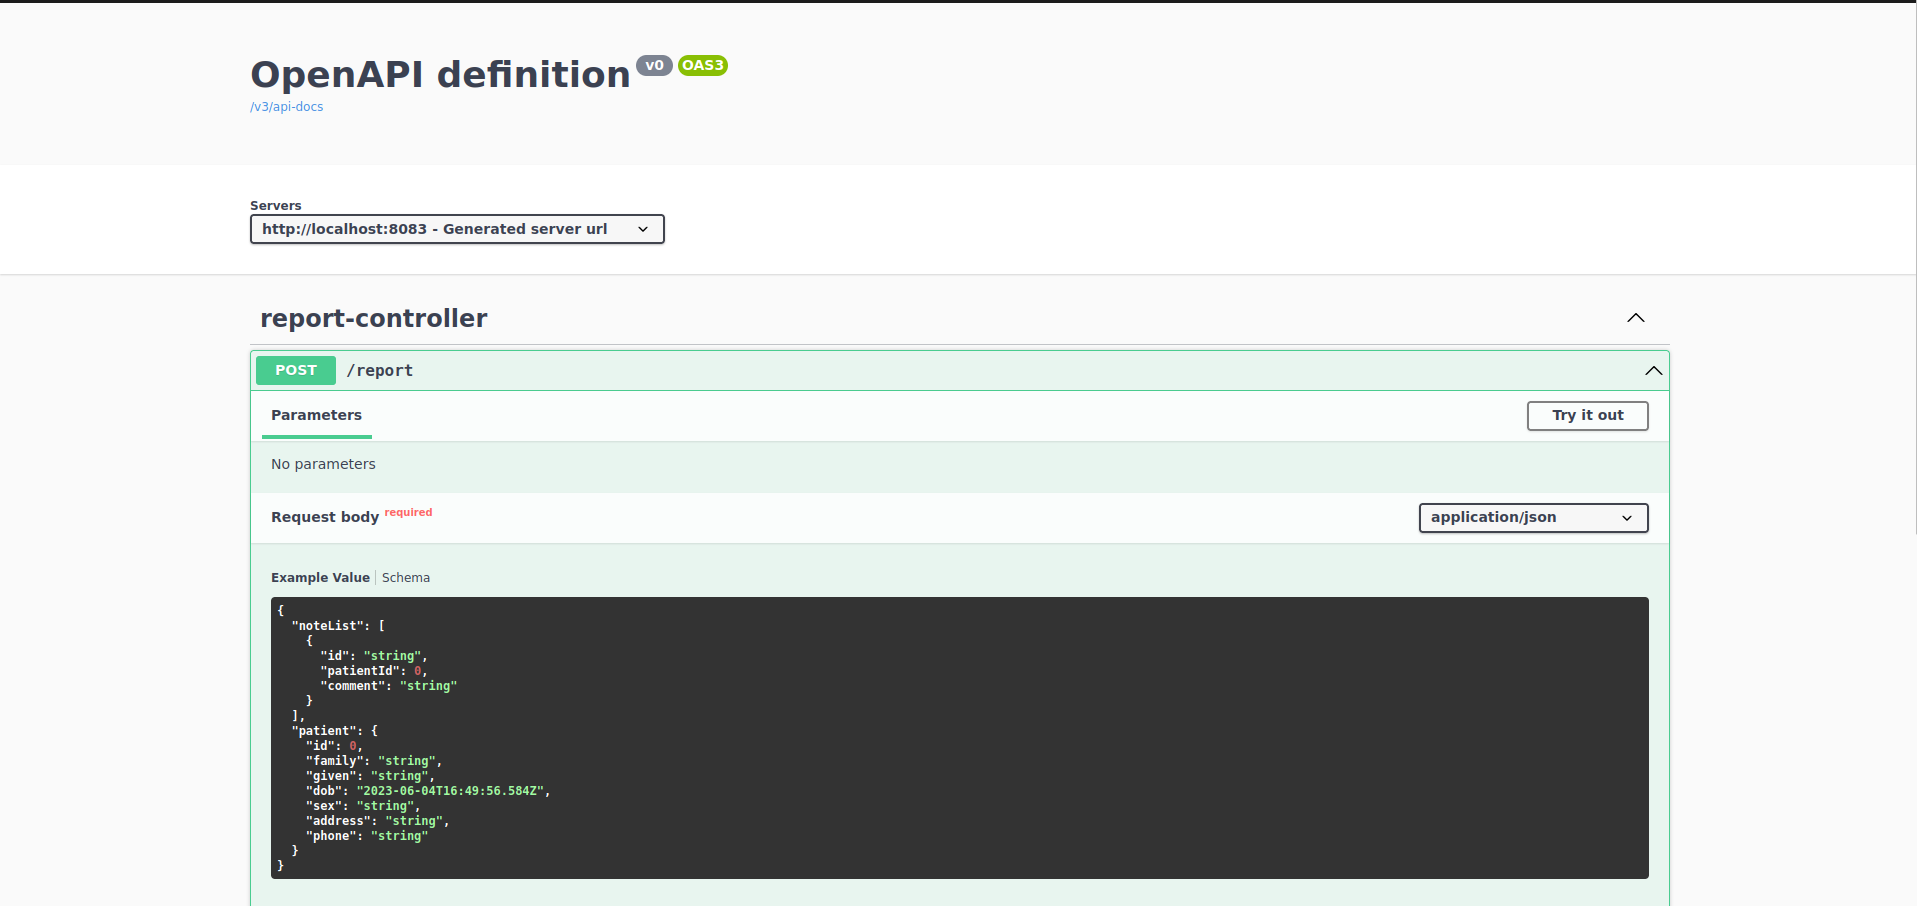 OpenAPI definition v0 OAS3
/v3/api-docs
Servers
http://localhost:8083 - Generated server url
report-controller
POST /report
Parameters Try it out
No parameters
Request body required application/json
Example Value Schema
{
  "noteList": [
    {
      "id": "string",
      "patientId": 0,
      "comment": "string"
    }
  ],
  "patient": {
    "id": 0,
    "family": "string",
    "given": "string",
    "dob": "2023-06-04T16:49:56.584Z",
    "sex": "string",
    "address": "string",
    "phone": "string"
  }
}